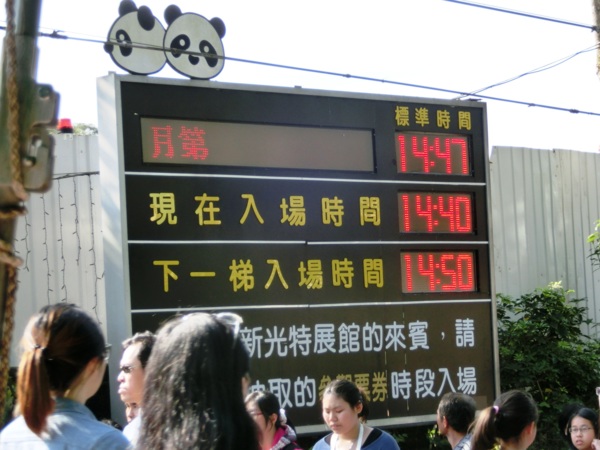 標準時間
月第 14:47
現在入場時間 14:40
下一梯入場時間 14:50
新光特展館的來賓，請
取的參觀票券時段入場